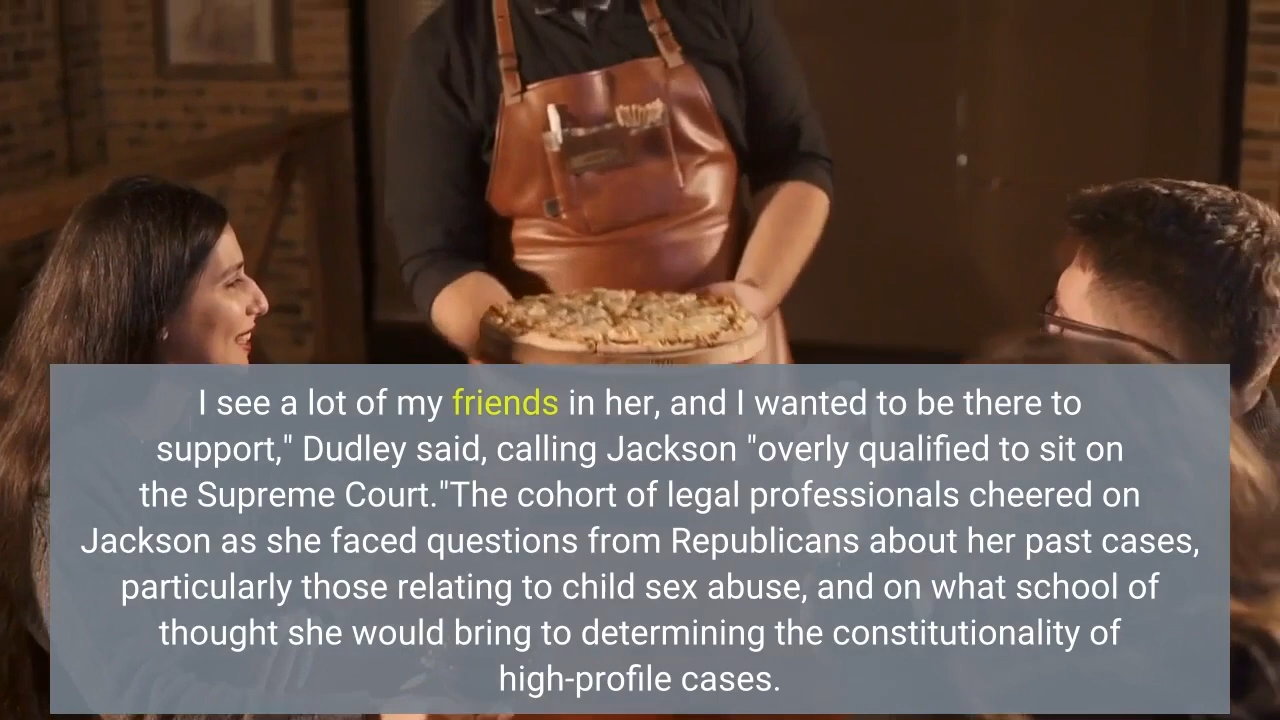 I see a lot of my friends in her, and I wanted to be there to
support," Dudley said, calling Jackson "overly qualified to sit on
the Supreme Court."The cohort of legal professionals cheered on
Jackson as she faced questions from Republicans about her past cases,
particularly those relating to child sex abuse, and on what school of
thought she would bring to determining the constitutionality of
high-profile cases.